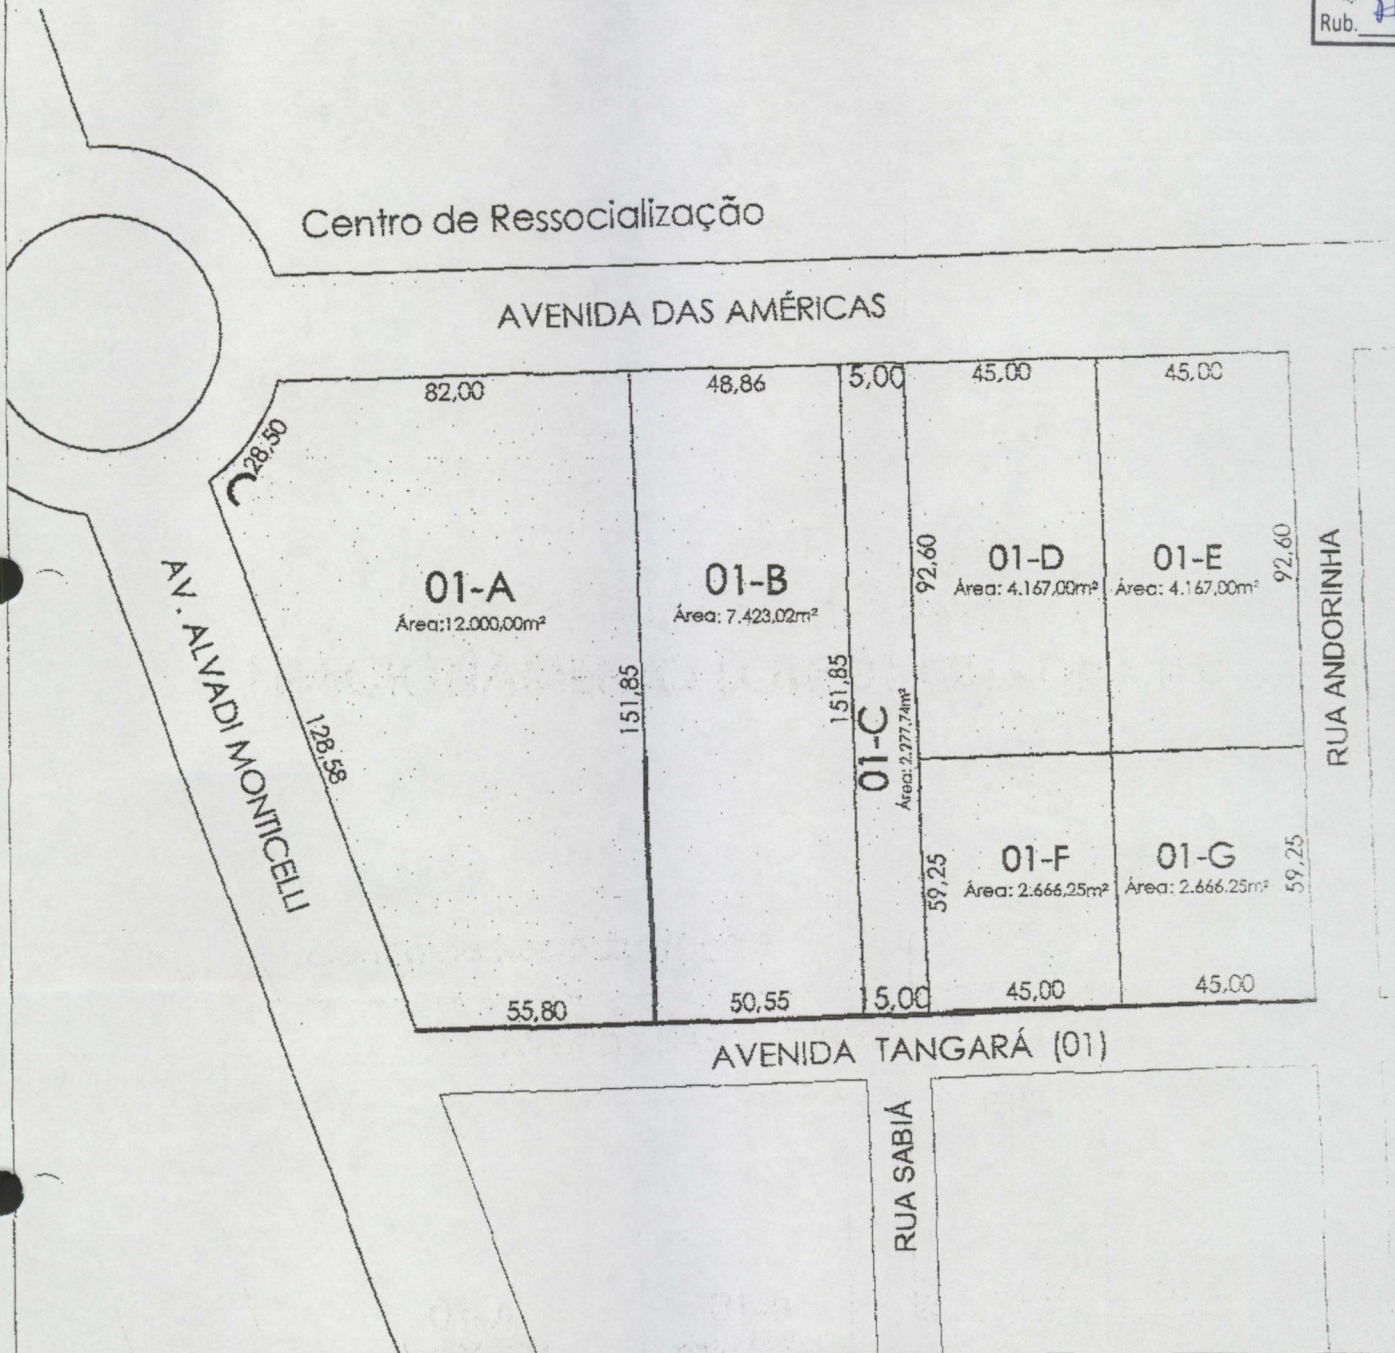 Rub.
Centro de Ressocialização
AVENIDA DAS AMÉRICAS
82,00
48,86
5,00
45,00
45,00
28,50
01-A
Área:12.000,00m²
01-B
Área: 7.423,02m²
01-C
Área: 2.277,74m²
01-D
Área: 4.167,00m²
01-E
Área: 4.167,00m²
92,60
92,60
151,85
151,85
128,58
AV. ALVADI MONTICELLI
RUA ANDORINHA
01-F
Área: 2.666,25m²
01-G
Área: 2.666,25m²
59,25
59,25
55,80
50,55
5,00
45,00
45,00
AVENIDA TANGARÁ (01)
RUA SABIÁ